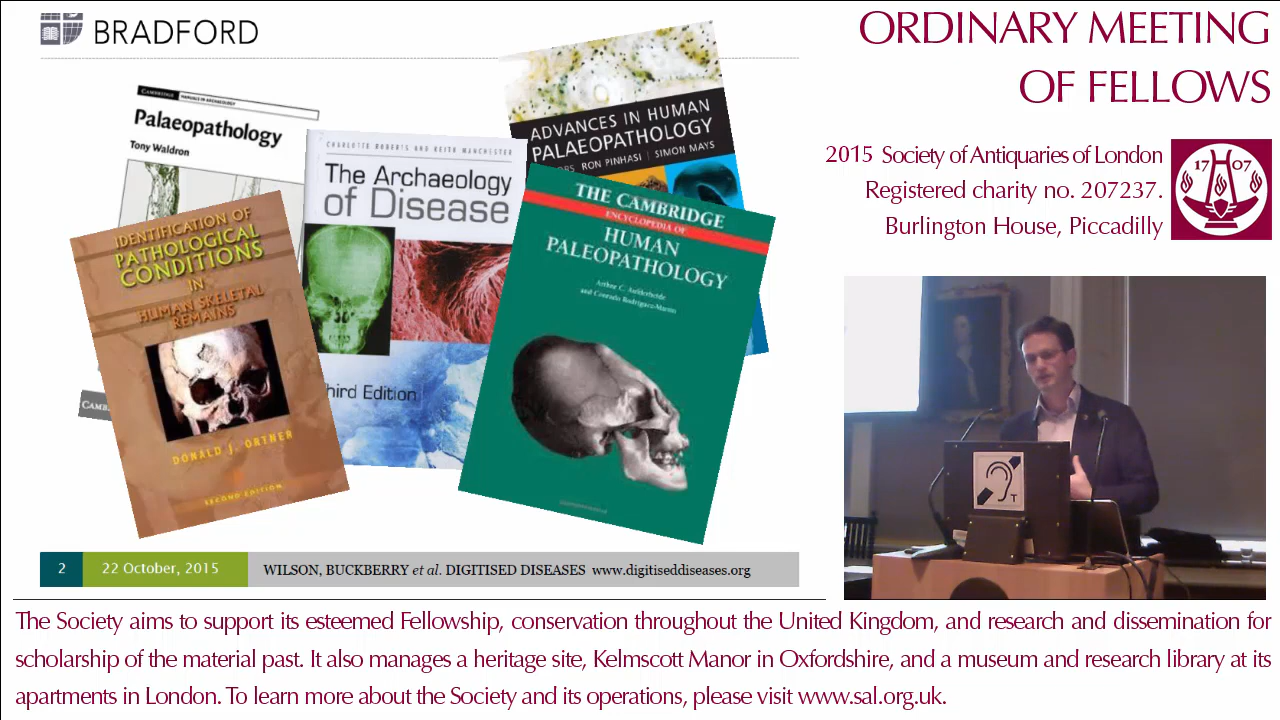 BRADFORD
CAMBRIDGE MANUALS IN ARCHAEOLOGY
Palaeopathology
Tony Waldron
IDENTIFICATION OF
PATHOLOGICAL
CONDITIONS
IN
HUMAN SKELETAL
REMAINS
DONALD J. ORTNER
SECOND EDITION
CHARLOTTE ROBERTS AND KEITH MANCHESTER
The Archaeology
of Disease
hird Edition
ADVANCES IN HUMAN
PALAEOPATHOLOGY
ORS RON PINHASI | SIMON MAYS
THE CAMBRIDGE
ENCYCLOPEDIA OF
HUMAN
PALEOPATHOLOGY
Arthur C. Aufderheide
and Conrado Rodríguez-Martín
CAMB
2 22 October, 2015 WILSON, BUCKBERRY et al. DIGITISED DISEASES www.digitiseddiseases.org
ORDINARY MEETING
OF FELLOWS
2015 Society of Antiquaries of London
Registered charity no. 207237.
Burlington House, Piccadilly
17 07
T
The Society aims to support its esteemed Fellowship, conservation throughout the United Kingdom, and research and dissemination for
scholarship of the material past. It also manages a heritage site, Kelmscott Manor in Oxfordshire, and a museum and research library at its
apartments in London. To learn more about the Society and its operations, please visit www.sal.org.uk.